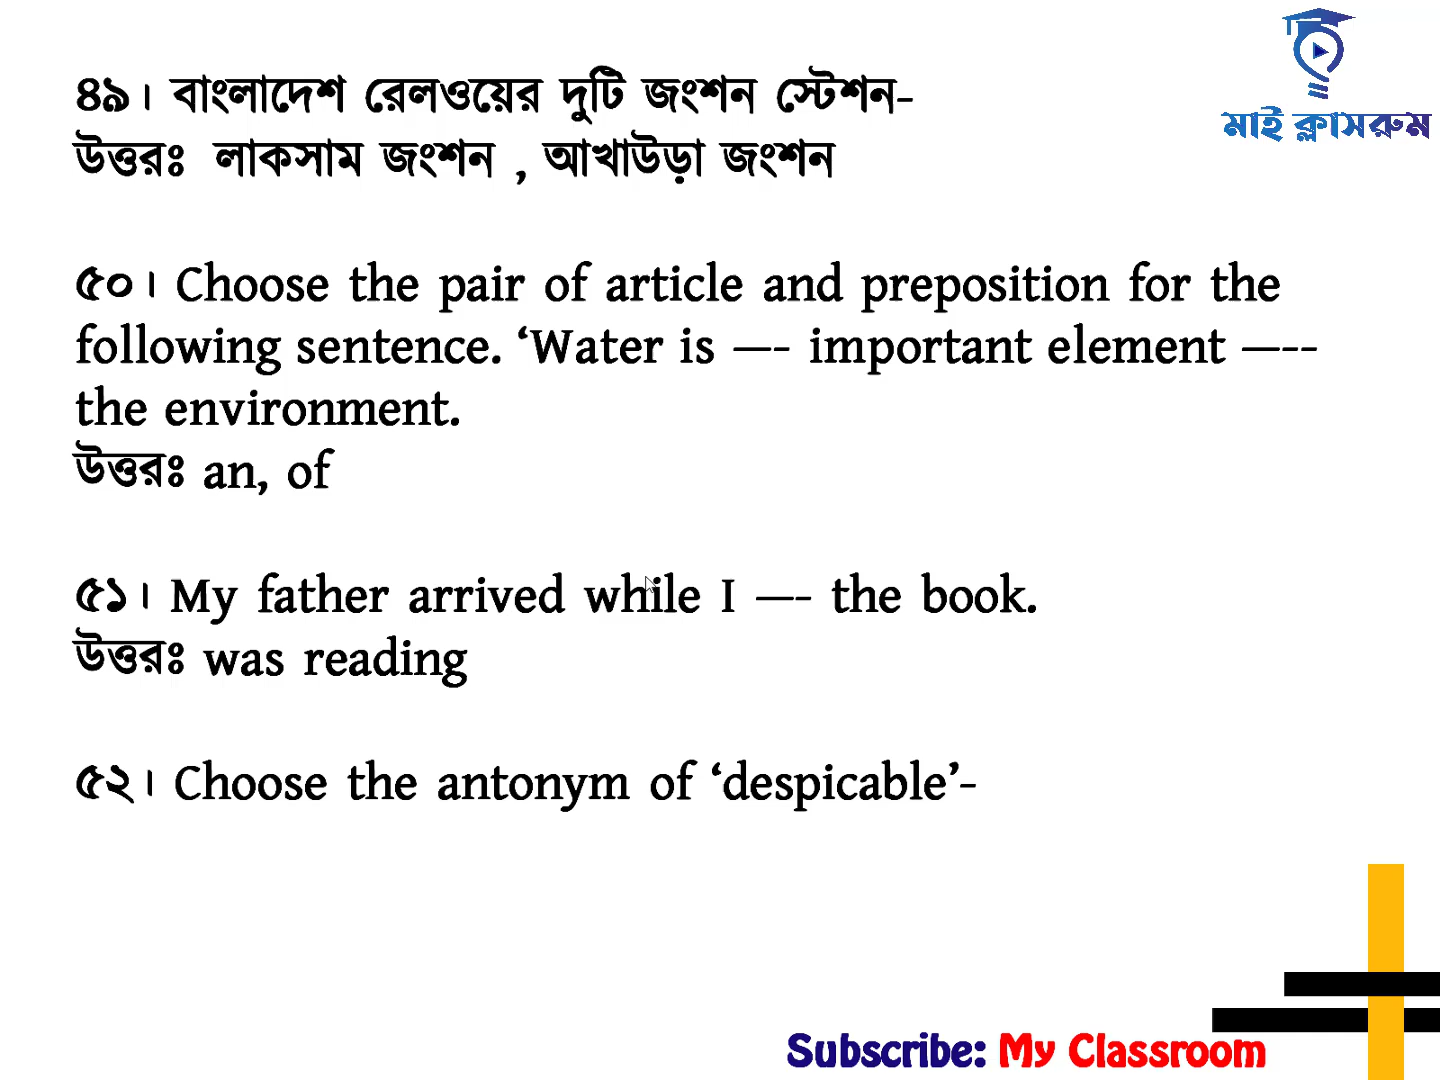 মাই ক্লাসরুম
৪৯। বাংলাদেশ রেলওয়ের দুটি জংশন স্টেশন-
উত্তরঃ লাকসাম জংশন , আখাউড়া জংশন
৫০। Choose the pair of article and preposition for the
following sentence. ‘Water is —- important element —--
the environment.
উত্তরঃ an, of
৫১। My father arrived while I —- the book.
উত্তরঃ was reading
৫২। Choose the antonym of ‘despicable’-
Subscribe: My Classroom